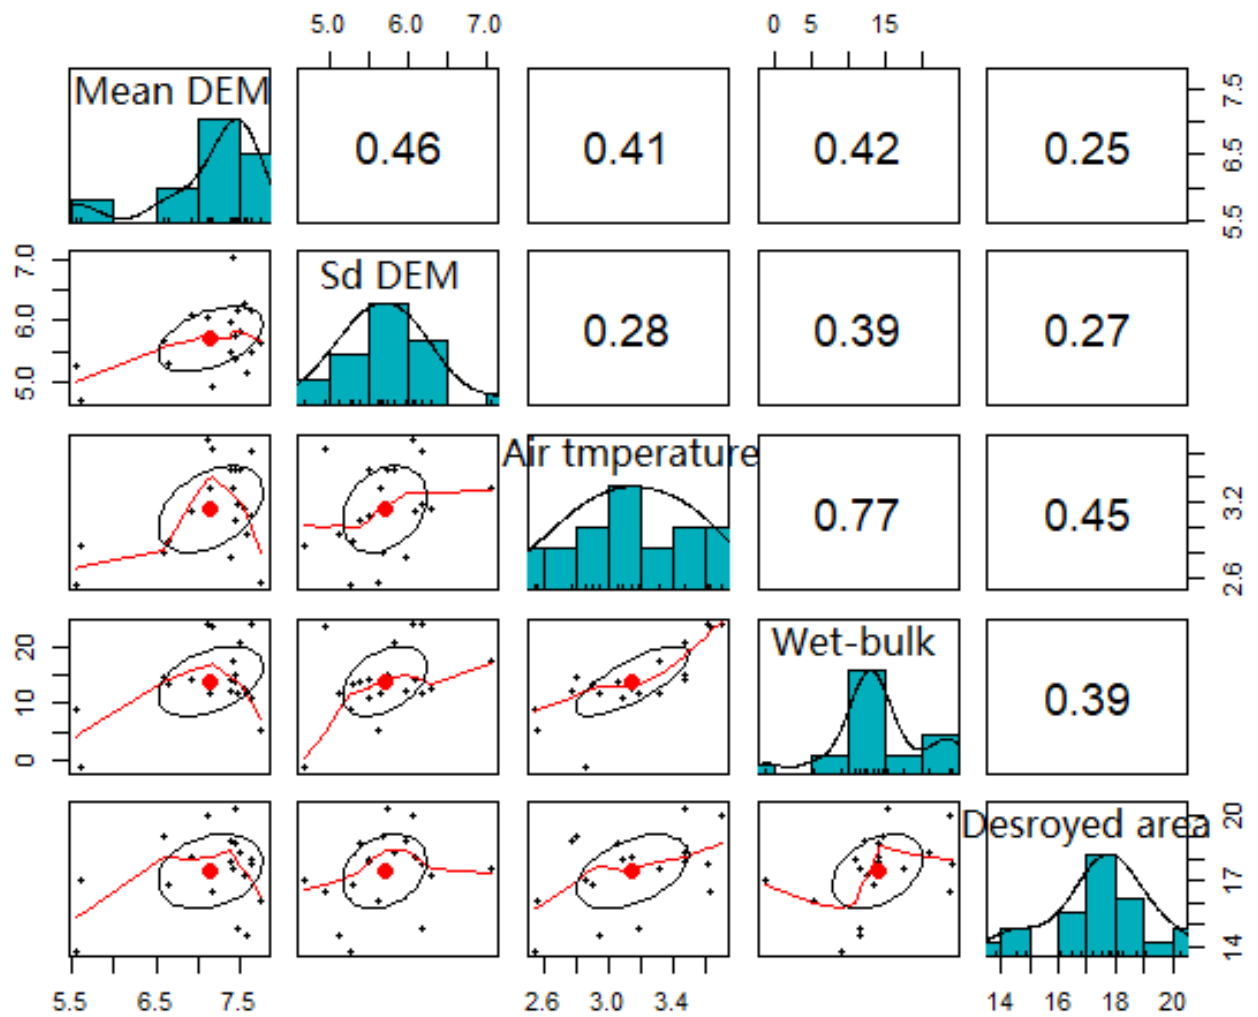 5.0 6.0 7.0 0 5 15
Mean DEM 0.46 0.41 0.42 0.25 5.5 6.5 7.5
5.0 6.0 7.0 Sd DEM 0.28 0.39 0.27
Air tmperature 0.77 0.45 2.6 3.2
0 10 20 Wet-bulk 0.39
Desroyed area 14 17 20
5.5 6.5 7.5 2.6 3.0 3.4 14 16 18 20